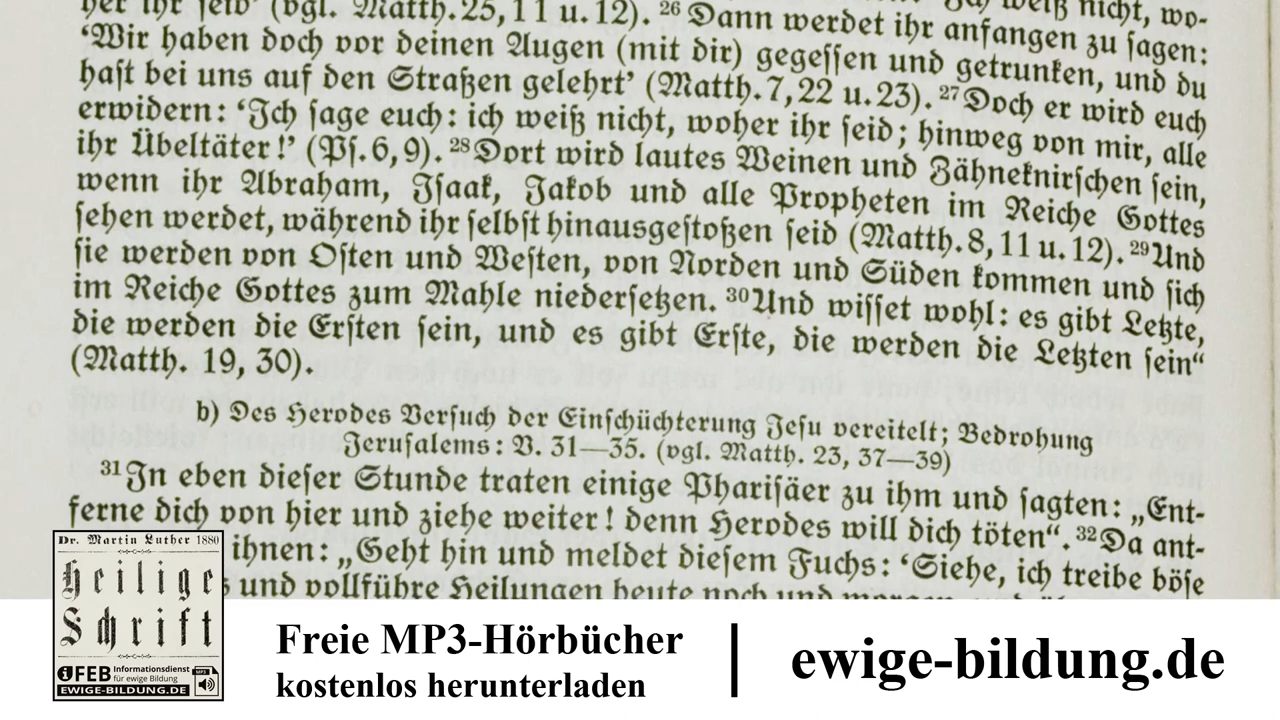 her ihr ſeid’ (vgl. Matth. 25, 11 u. 12). ²⁶Dann werdet ihr anfangen zu ſagen:
‘Wir haben doch vor deinen Augen (mit dir) gegeſſen und getrunken, und du
haſt bei uns auf den Straßen gelehrt’ (Matth. 7, 22 u. 23). ²⁷Doch er wird euch
erwidern: ‘Ich ſage euch: ich weiß nicht, woher ihr ſeid; hinweg von mir, alle
ihr Übeltäter!’ (Pſ. 6, 9). ²⁸Dort wird lautes Weinen und Zähneknirſchen ſein,
wenn ihr Abraham, Iſaak, Jakob und alle Propheten im Reiche Gottes
ſehen werdet, während ihr ſelbſt hinausgeſtoßen ſeid (Matth. 8, 11 u. 12). ²⁹Und
ſie werden von Oſten und Weſten, von Norden und Süden kommen und ſich
im Reiche Gottes zum Mahle niederſetzen. ³⁰Und wiſſet wohl: es gibt Letzte,
die werden die Erſten ſein, und es gibt Erſte, die werden die Letzten ſein“
(Matth. 19, 30).
b) Des Herodes Verſuch der Einſchüchterung Jeſu vereitelt; Bedrohung
Jeruſalems: V. 31—35. (vgl. Matth. 23, 37—39)
³¹In eben dieſer Stunde traten einige Phariſäer zu ihm und ſagten: „Ent-
ferne dich von hier und ziehe weiter! denn Herodes will dich töten“. ³²Da ant-
ihnen: „Geht hin und meldet dieſem Fuchs: ‘Siehe, ich treibe böſe
und vollführe Heilungen heute noch und morgen
Dr. Martin Luther 1880
Heilige
Schrift
IFEB Informationsdienst
für ewige Bildung
MP3
EWIGE-BILDUNG.DE
Freie MP3-Hörbücher
kostenlos herunterladen
ewige-bildung.de